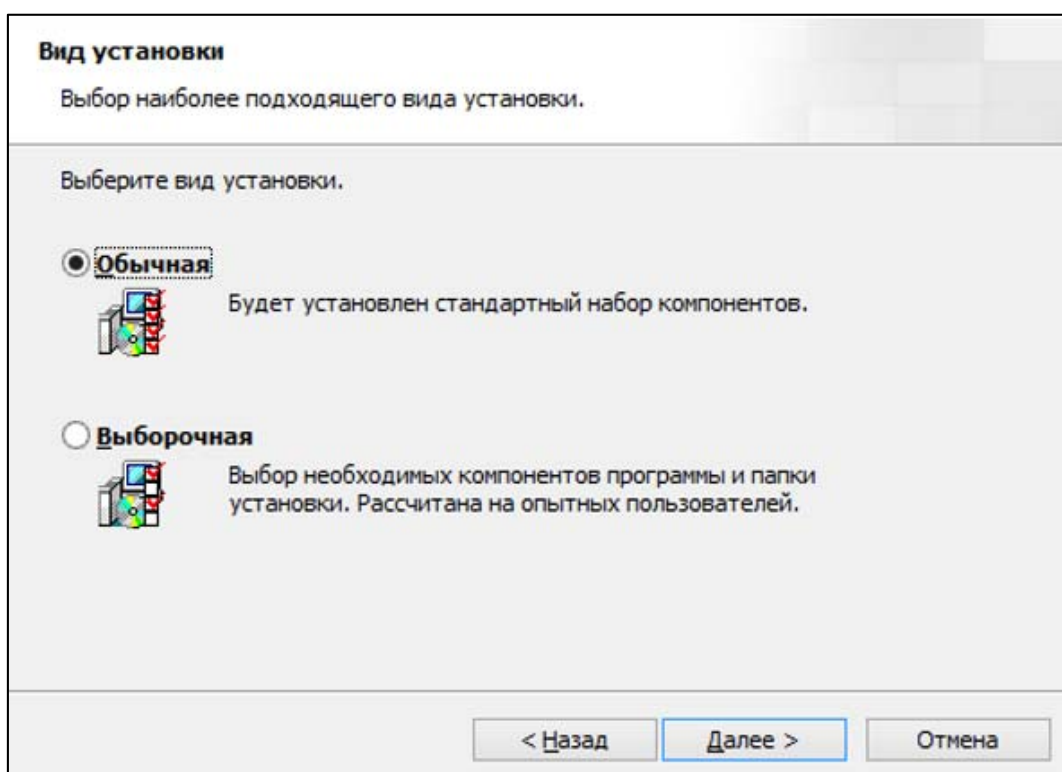 Вид установки
Выбор наиболее подходящего вида установки.
Выберите вид установки.
Обычная
Будет установлен стандартный набор компонентов.
Выборочная
Выбор необходимых компонентов программы и папки
установки. Рассчитана на опытных пользователей.
< Назад Далее > Отмена